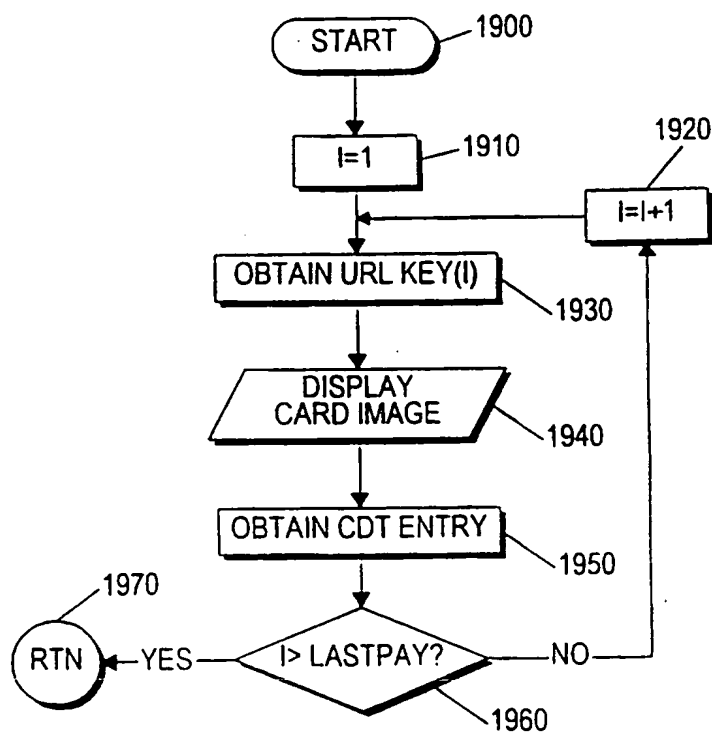 START
1900
I=1
1910
1920
I=I+1
OBTAIN URL KEY(I)
1930
DISPLAY
CARD IMAGE
1940
OBTAIN CDT ENTRY
1950
1970
RTN
YES
I> LASTPAY?
NO
1960